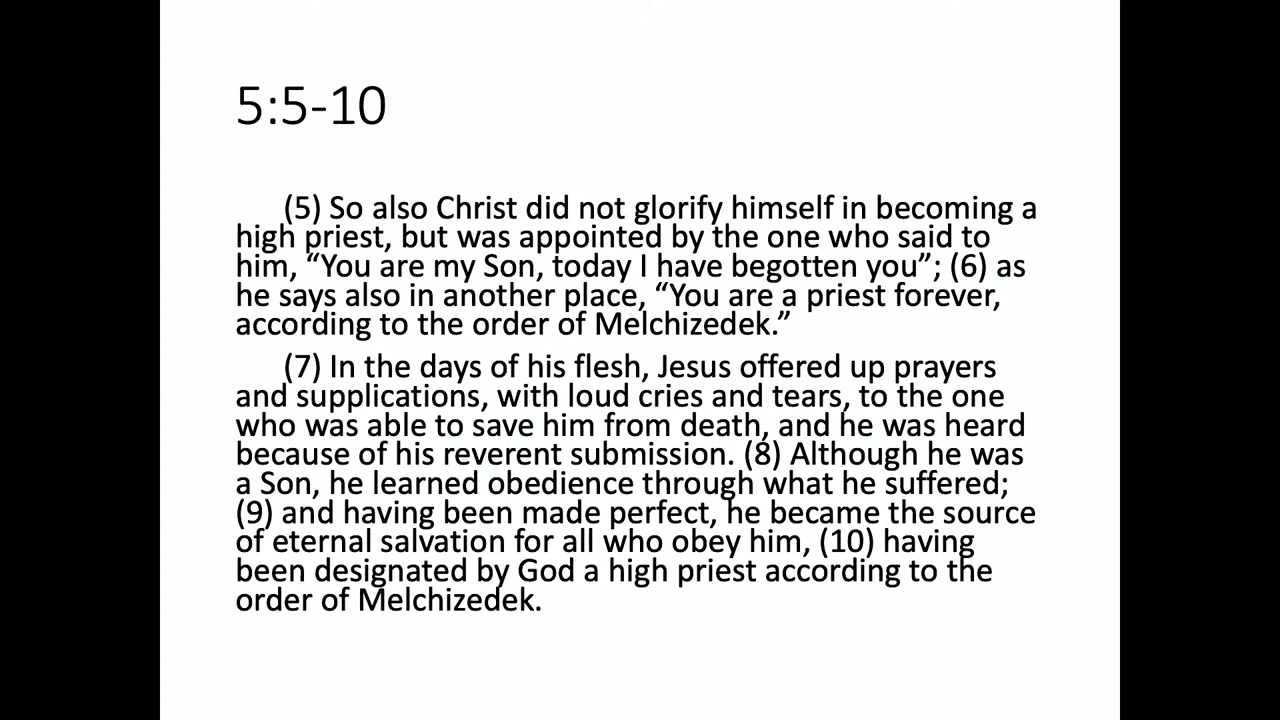 5:5-10
(5) So also Christ did not glorify himself in becoming a
high priest, but was appointed by the one who said to
him, “You are my Son, today I have begotten you”; (6) as
he says also in another place, “You are a priest forever,
according to the order of Melchizedek.”
(7) In the days of his flesh, Jesus offered up prayers
and supplications, with loud cries and tears, to the one
who was able to save him from death, and he was heard
because of his reverent submission. (8) Although he was
a Son, he learned obedience through what he suffered;
(9) and having been made perfect, he became the source
of eternal salvation for all who obey him, (10) having
been designated by God a high priest according to the
order of Melchizedek.